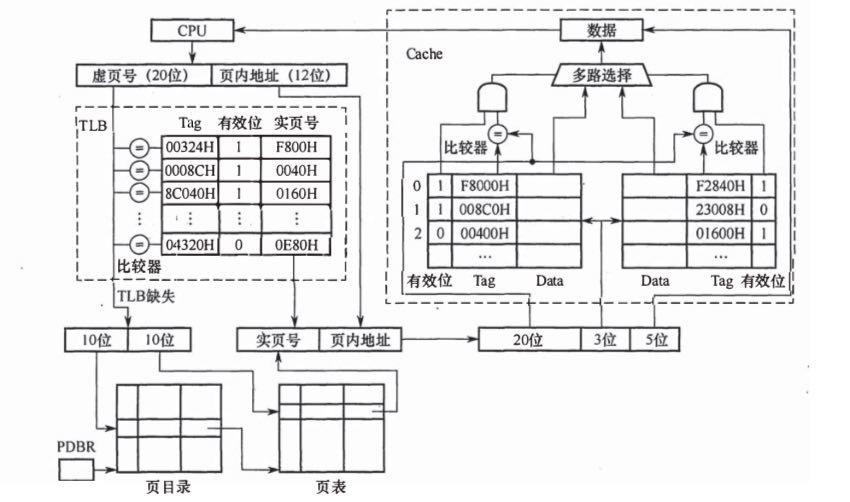 CPU
数据
Cache
虚页号（20位） 页内地址（12位）
多路选择
TLB
Tag 有效位 实页号
= 00324H 1 F800H
= 0008CH 1 0040H
= 8C040H 1 0160H
⋮ ⋮ ⋮ ⋮
= 04320H 0 0E80H
比较器
= =
比较器 比较器
0 1 F8000H F2840H 1
1 1 008C0H 23008H 0
2 0 00400H 01600H 1
… …
有效位 Tag Data Data Tag 有效位
TLB缺失
10位 10位
实页号 页内地址
20位 3位 5位
PDBR
页目录 页表